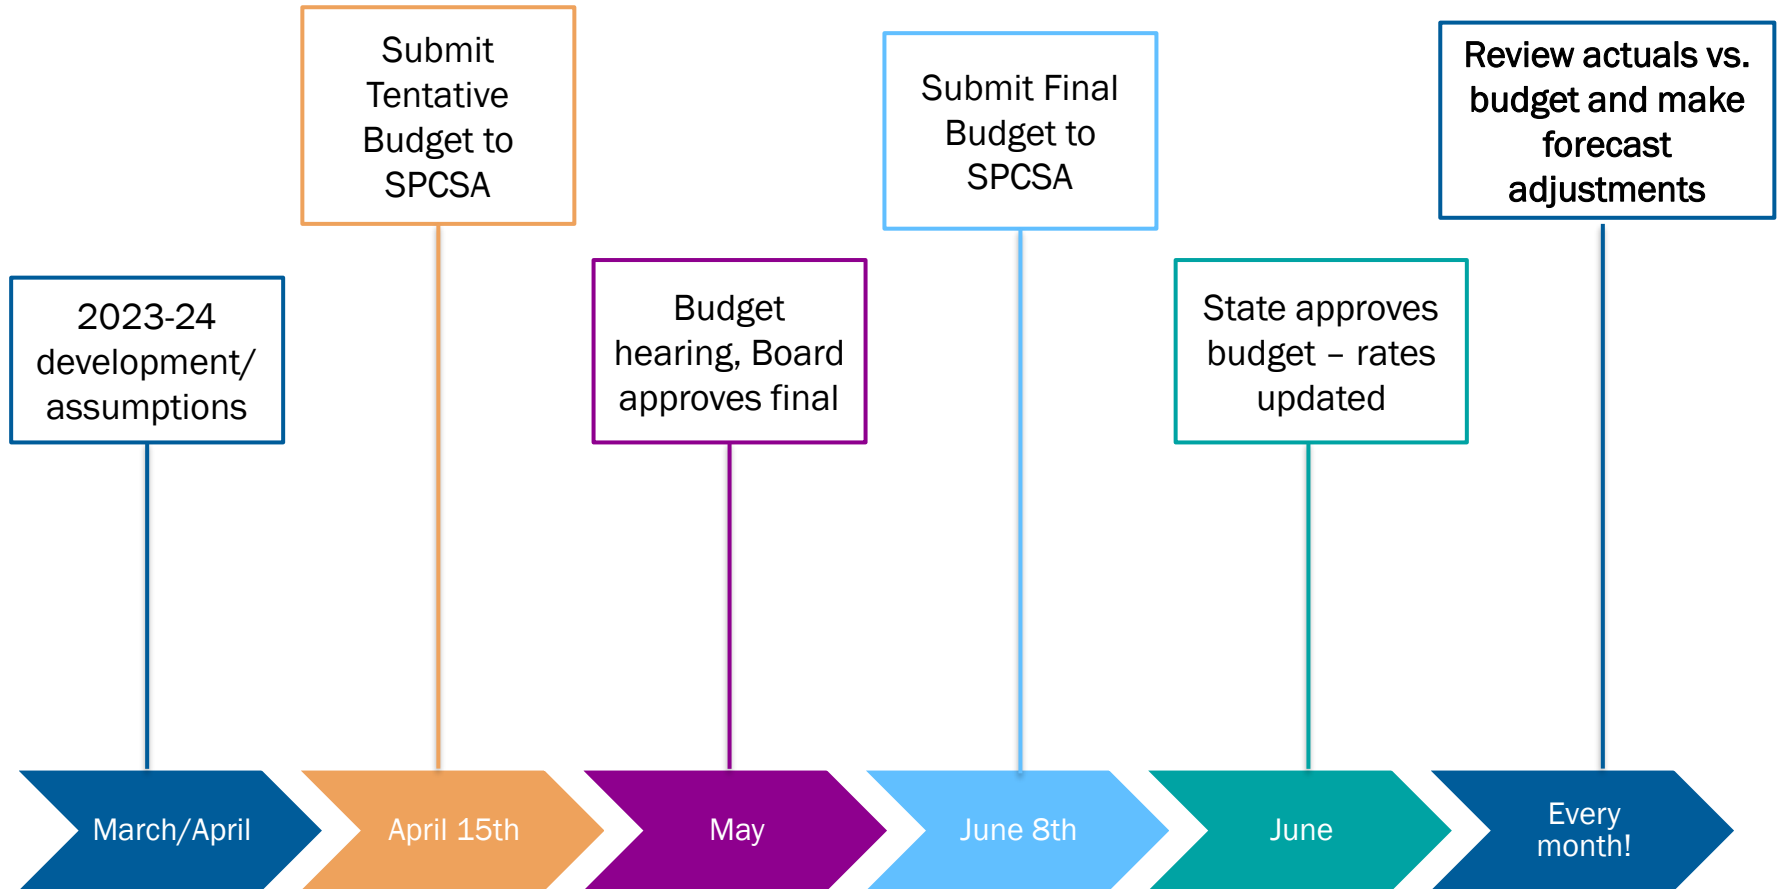 Submit
Tentative
Budget to
SPCSA
Submit Final
Budget to
SPCSA
Review actuals vs.
budget and make
forecast
adjustments
2023-24
development/
assumptions
Budget
hearing, Board
approves final
State approves
budget – rates
updated
March/April
April 15th
May
June 8th
June
Every
month!